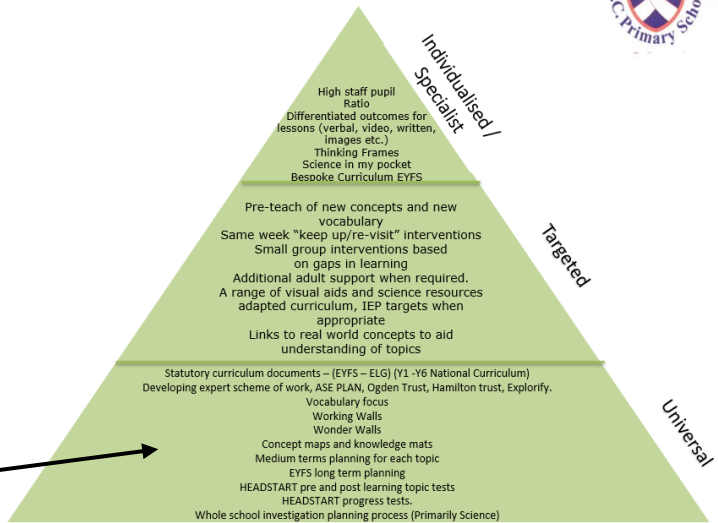 C. Primary Scho
Individualised /
Specialist
High staff pupil
Ratio
Differentiated outcomes for
lessons (verbal, video, written,
images etc.)
Thinking Frames
Science in my pocket
Bespoke Curriculum EYFS
Targeted
Pre-teach of new concepts and new
vocabulary
Same week “keep up/re-visit” interventions
Small group interventions based
on gaps in learning
Additional adult support when required.
A range of visual aids and science resources
adapted curriculum, IEP targets when
appropriate
Links to real world concepts to aid
understanding of topics
Universal
Statutory curriculum documents – (EYFS – ELG) (Y1 -Y6 National Curriculum)
Developing expert scheme of work, ASE PLAN, Ogden Trust, Hamilton trust, Explorify.
Vocabulary focus
Working Walls
Wonder Walls
Concept maps and knowledge mats
Medium terms planning for each topic
EYFS long term planning
HEADSTART pre and post learning topic tests
HEADSTART progress tests.
Whole school investigation planning process (Primarily Science)